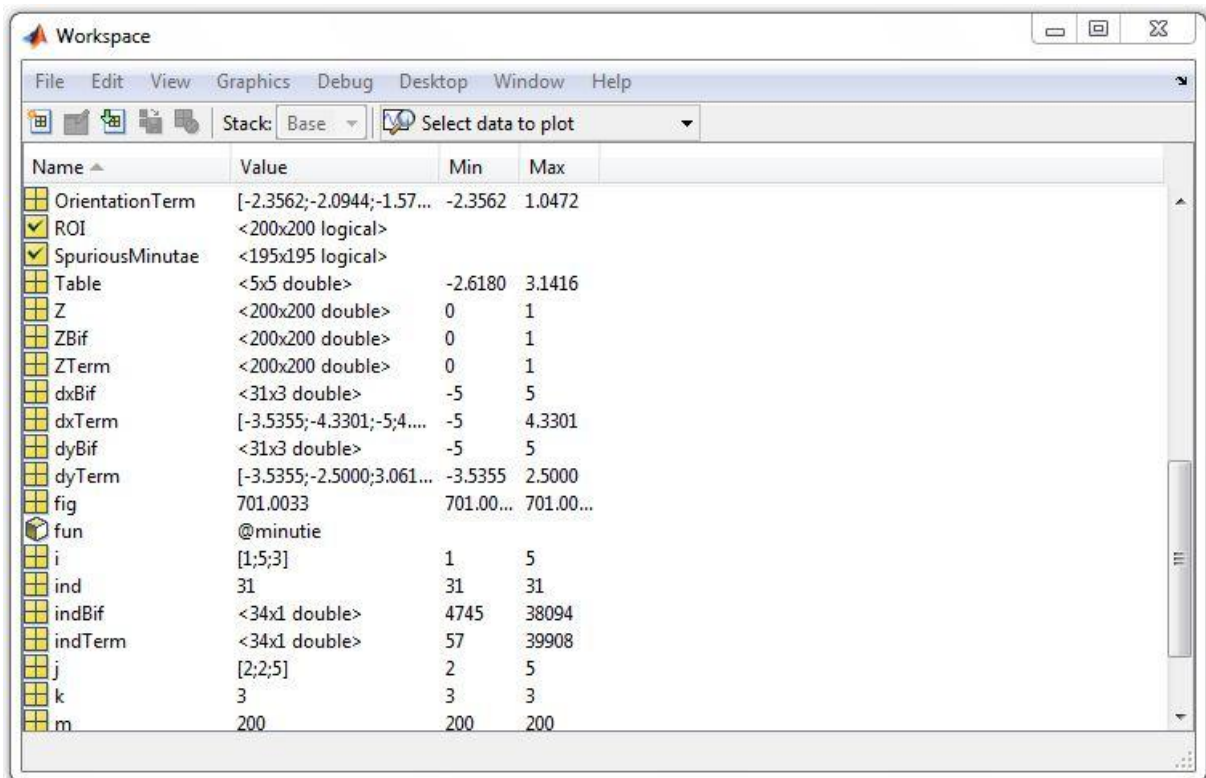 Workspace
File Edit View Graphics Debug Desktop Window Help
Stack: Base Select data to plot
Name Value Min Max
OrientationTerm [-2.3562;-2.0944;-1.57... -2.3562 1.0472
ROI <200x200 logical>
SpuriousMinutae <195x195 logical>
Table <5x5 double> -2.6180 3.1416
Z <200x200 double> 0 1
ZBif <200x200 double> 0 1
ZTerm <200x200 double> 0 1
dxBif <31x3 double> -5 5
dxTerm [-3.5355;-4.3301;-5;4.... -5 4.3301
dyBif <31x3 double> -5 5
dyTerm [-3.5355;-2.5000;3.061... -3.5355 2.5000
fig 701.0033 701.00... 701.00...
fun @minutie
i [1;5;3] 1 5
ind 31 31 31
indBif <34x1 double> 4745 38094
indTerm <34x1 double> 57 39908
j [2;2;5] 2 5
k 3 3 3
m 200 200 200